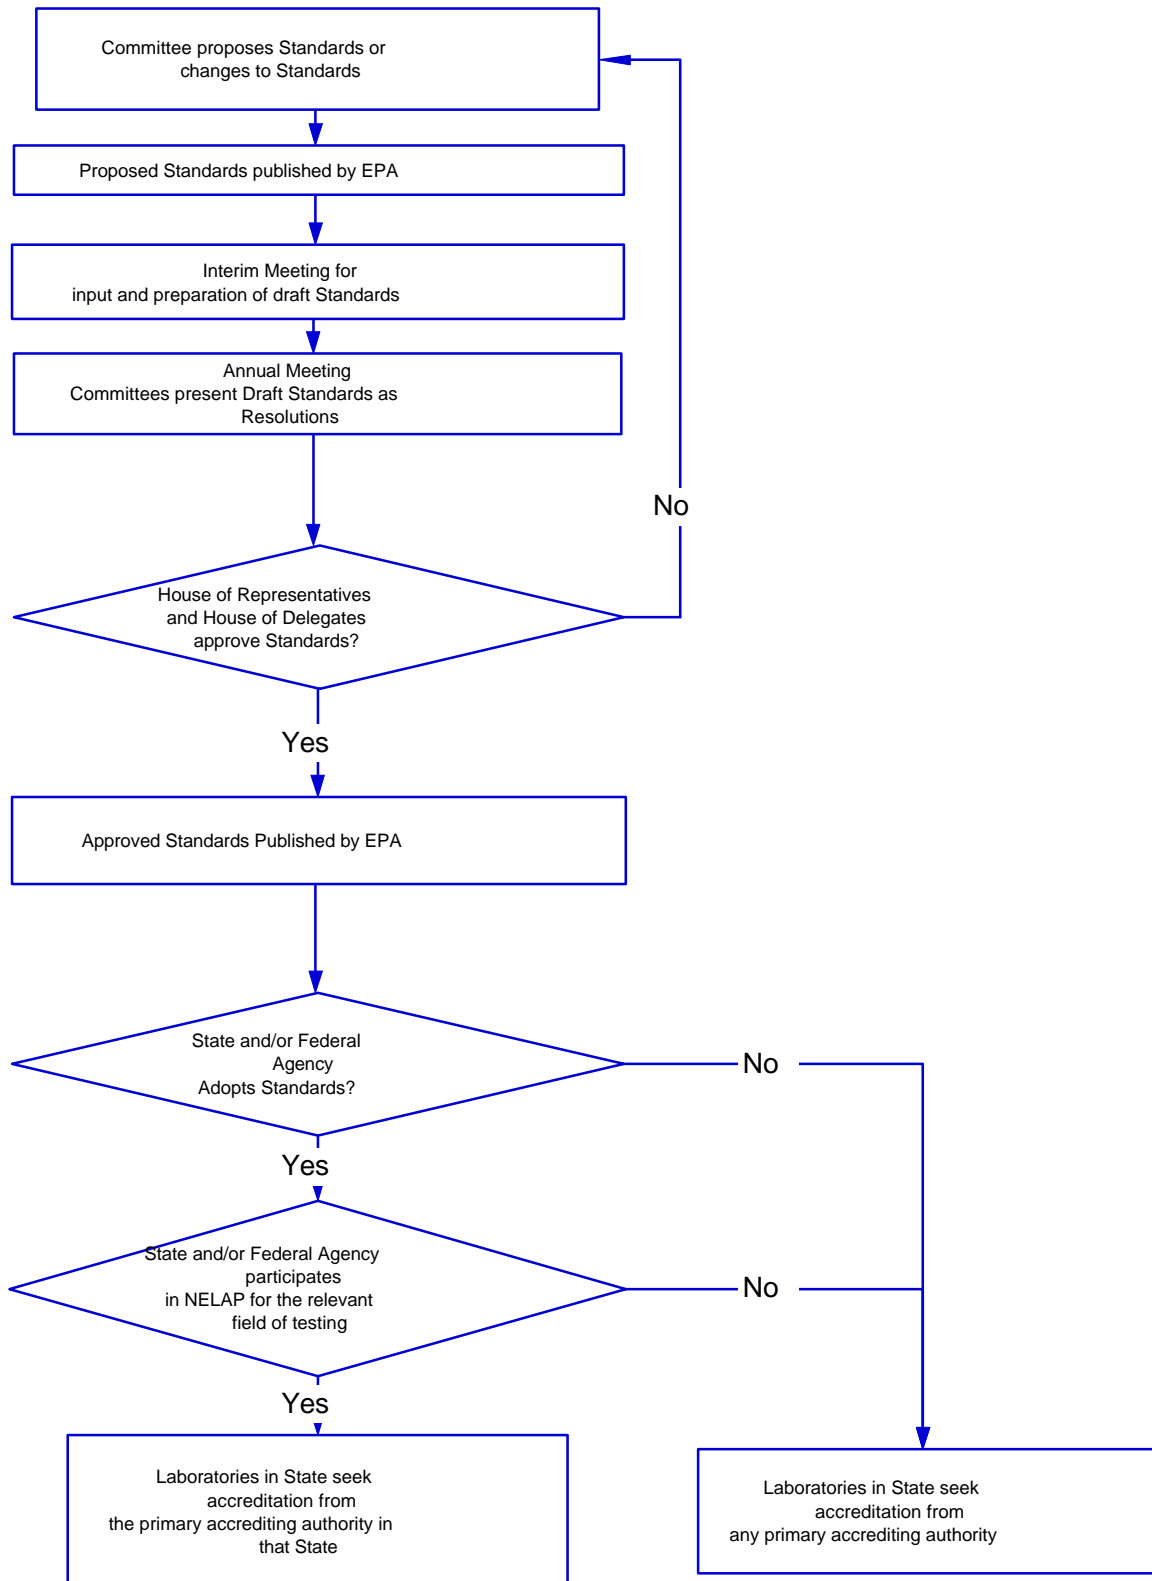 Committee proposes Standards or
changes to Standards
Proposed Standards published by EPA
Interim Meeting for
input and preparation of draft Standards
Annual Meeting
Committees present Draft Standards as
Resolutions
No
House of Representatives
and House of Delegates
approve Standards?
Yes
Approved Standards Published by EPA
State and/or Federal
Agency
Adopts Standards?
No
Yes
State and/or Federal Agency
participates
in NELAP for the relevant
field of testing
No
Yes
Laboratories in State seek
accreditation from
the primary accrediting authority in
that State
Laboratories in State seek
accreditation from
any primary accrediting authority